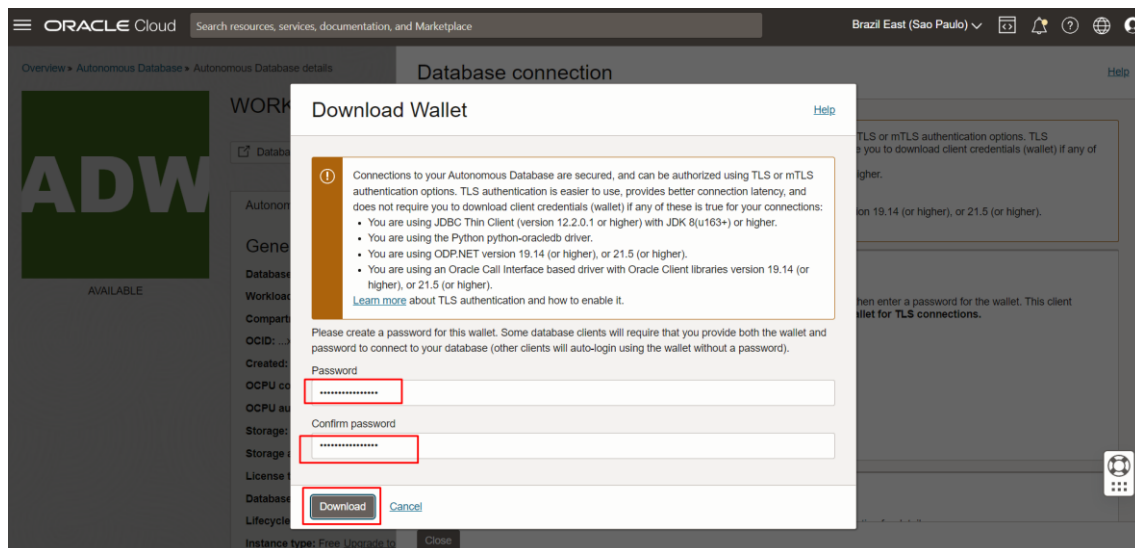 ORACLE Cloud
Search resources, services, documentation, and Marketplace
Brazil East (Sao Paulo)
Overview » Autonomous Database » Autonomous Database details
Database connection
Help
ADW
AVAILABLE
WORK
Databa
Autonom
Gene
Database
Workload
Comparti
OCID: ...
Created:
OCPU co
OCPU au
Storage:
Storage a
License t
Database
Lifecycle
Instance type: Free Upgrade to
Download Wallet
Help
Connections to your Autonomous Database are secured, and can be authorized using TLS or mTLS
authentication options. TLS authentication is easier to use, provides better connection latency, and
does not require you to download client credentials (wallet) if any of these is true for your connections:
• You are using JDBC Thin Client (version 12.2.0.1 or higher) with JDK 8(u163+) or higher.
• You are using the Python python-oracledb driver.
• You are using ODP.NET version 19.14 (or higher), or 21.5 (or higher).
• You are using an Oracle Call Interface based driver with Oracle Client libraries version 19.14 (or
higher), or 21.5 (or higher).
Learn more about TLS authentication and how to enable it.
Please create a password for this wallet. Some database clients will require that you provide both the wallet and
password to connect to your database (other clients will auto-login using the wallet without a password).
Password
••••••••••••••••
Confirm password
••••••••••••••••
Download
Cancel
TLS or mTLS authentication options. TLS
you to download client credentials (wallet) if any of
igher.
ion 19.14 (or higher), or 21.5 (or higher).
hen enter a password for the wallet. This client
allet for TLS connections.
Close